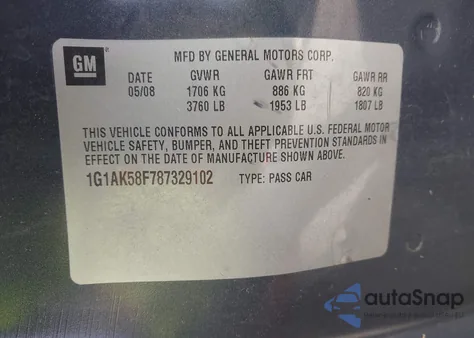 GM
MFD BY GENERAL MOTORS CORP.
DATE GVWR GAWR FRT GAWR RR
05/08 1706 KG 886 KG 820 KG
3760 LB 1953 LB 1807 LB
THIS VEHICLE CONFORMS TO ALL APPLICABLE U.S. FEDERAL MOTOR
VEHICLE SAFETY, BUMPER, AND THEFT PREVENTION STANDARDS IN
EFFECT ON THE DATE OF MANUFACTURE SHOWN ABOVE.
1G1AK58F787329102 TYPE: PASS CAR
autoSnap